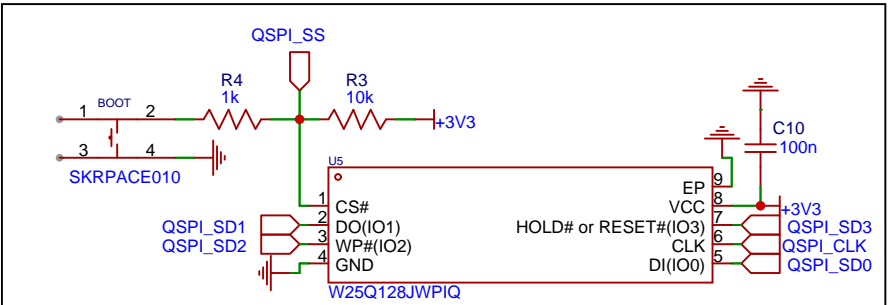 QSPI_SS
R4
1k
R3
10k
+3V3
1 BOOT 2
3 4
SKRPACE010
C10
100n
U5
1 CS#
QSPI_SD1 2 DO(IO1)
QSPI_SD2 3 WP#(IO2)
4 GND
EP 9
VCC 8 +3V3
HOLD# or RESET#(IO3) 7 QSPI_SD3
CLK 6 QSPI_CLK
DI(IO0) 5 QSPI_SD0
W25Q128JWPIQ